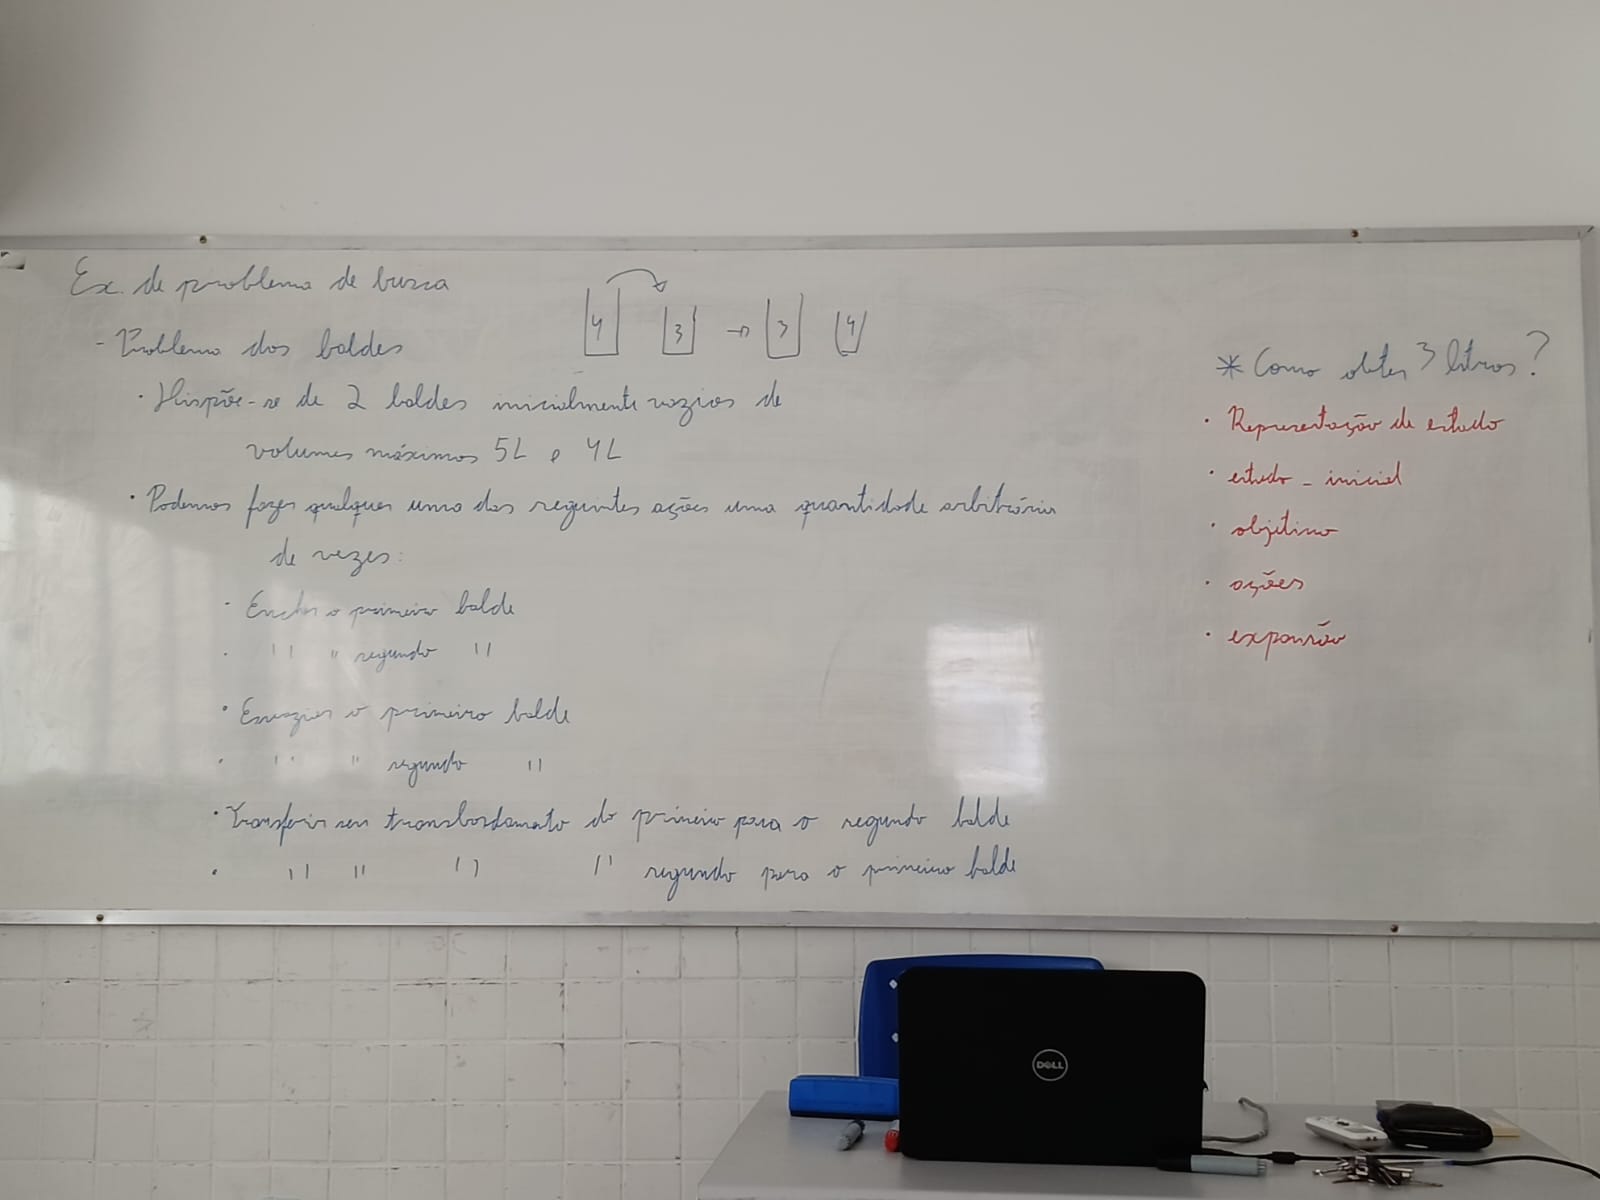 Ex. de problema de busca
4 3 → 3 4
- Problema dos baldes
· Dispõe-se de 2 baldes inicialmente vazios de
volumes máximos 5L e 4L
· Podemos fazer qualquer uma das seguintes ações uma quantidade arbitrária
de vezes:
· Encher o primeiro balde
· " " segundo "
· Esvaziar o primeiro balde
· " " segundo "
· Transferir sem transbordamento do primeiro para o segundo balde
· " " " " segundo para o primeiro balde
* Como obter 3 litros?
· Representação de estado
· estado _ inicial
· objetivo
· ações
· expansão
DELL